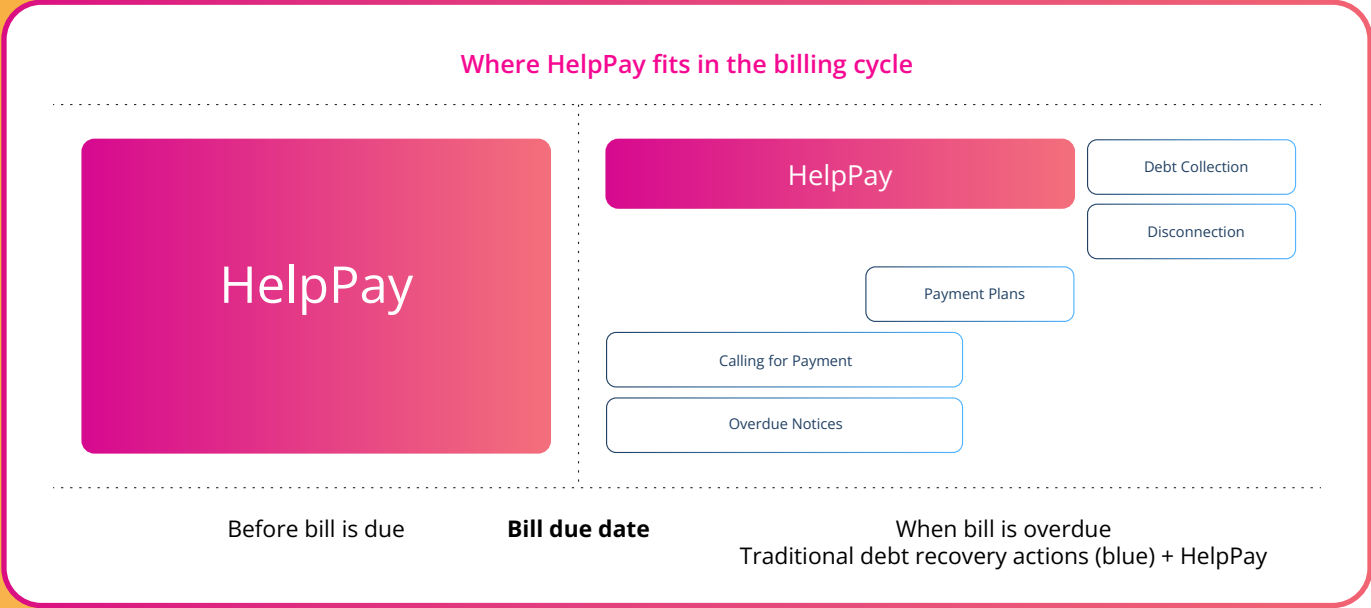 Where HelpPay fits in the billing cycle
HelpPay
HelpPay
Debt Collection
Disconnection
Payment Plans
Calling for Payment
Overdue Notices
Before bill is due
Bill due date
When bill is overdue
Traditional debt recovery actions (blue) + HelpPay